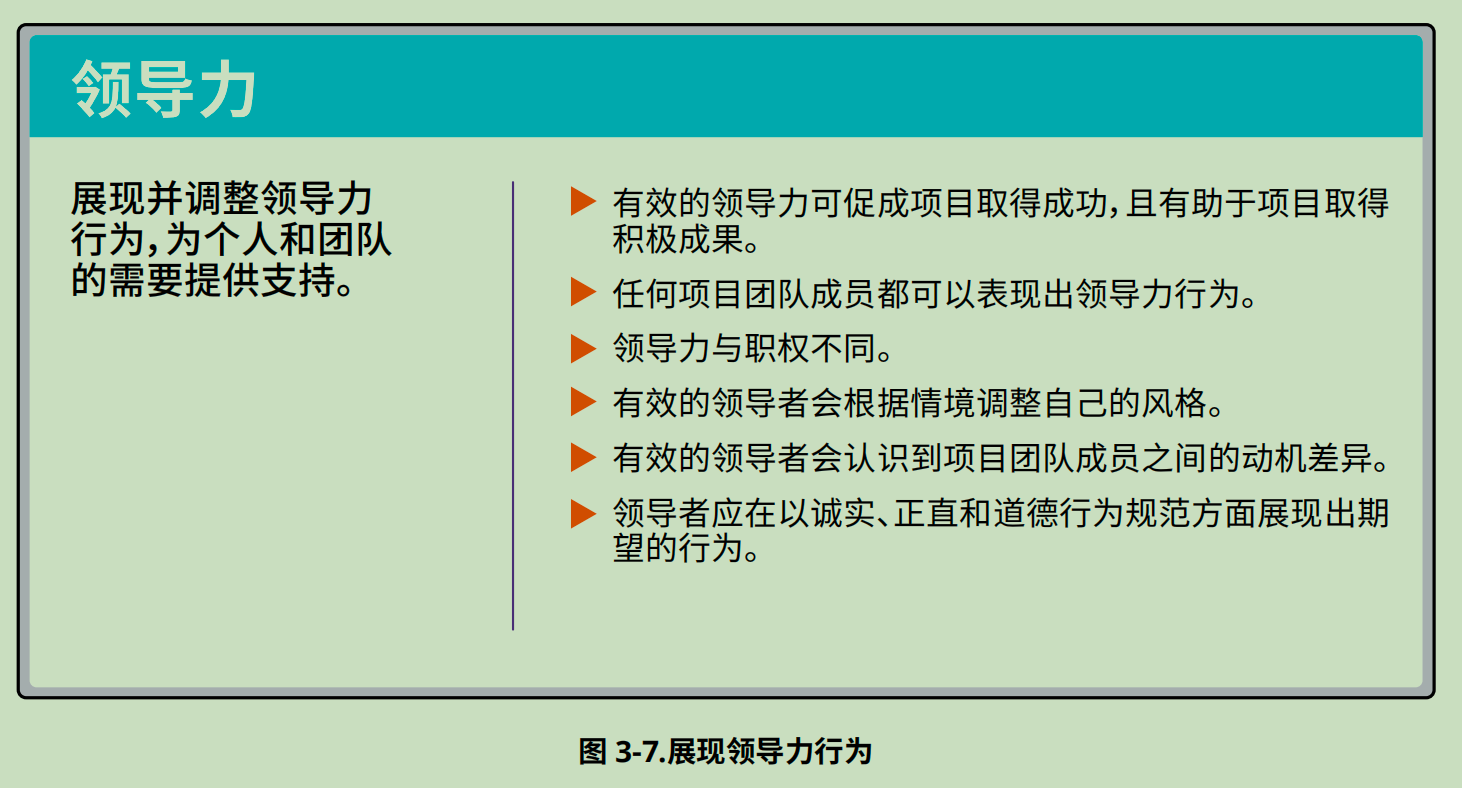 领导力
展现并调整领导力
行为，为个人和团队
的需要提供支持。
有效的领导力可促成项目取得成功，且有助于项目取得
积极成果。
任何项目团队成员都可以表现出领导力行为。
领导力与职权不同。
有效的领导者会根据情境调整自己的风格。
有效的领导者会认识到项目团队成员之间的动机差异。
领导者应在以诚实、正直和道德行为规范方面展现出期
望的行为。
图 3-7.展现领导力行为